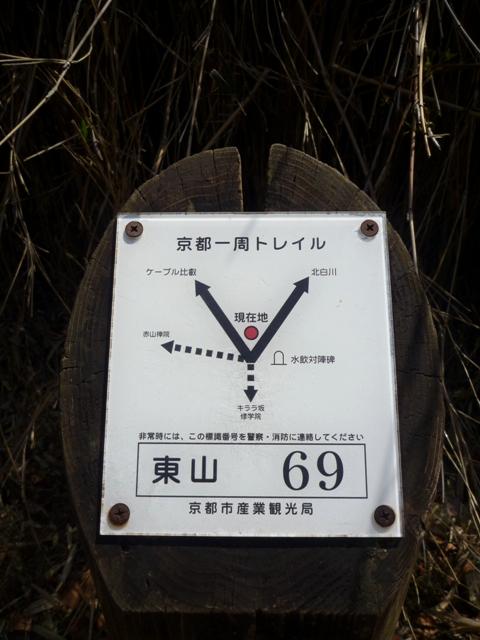 京都一周トレイル
ケーブル比叡
北白川
現在地
赤山禅院
水飲対陣碑
キララ坂
修学院
非常時には、この標識番号を警察・消防に連絡してください
東山 69
京都市産業観光局